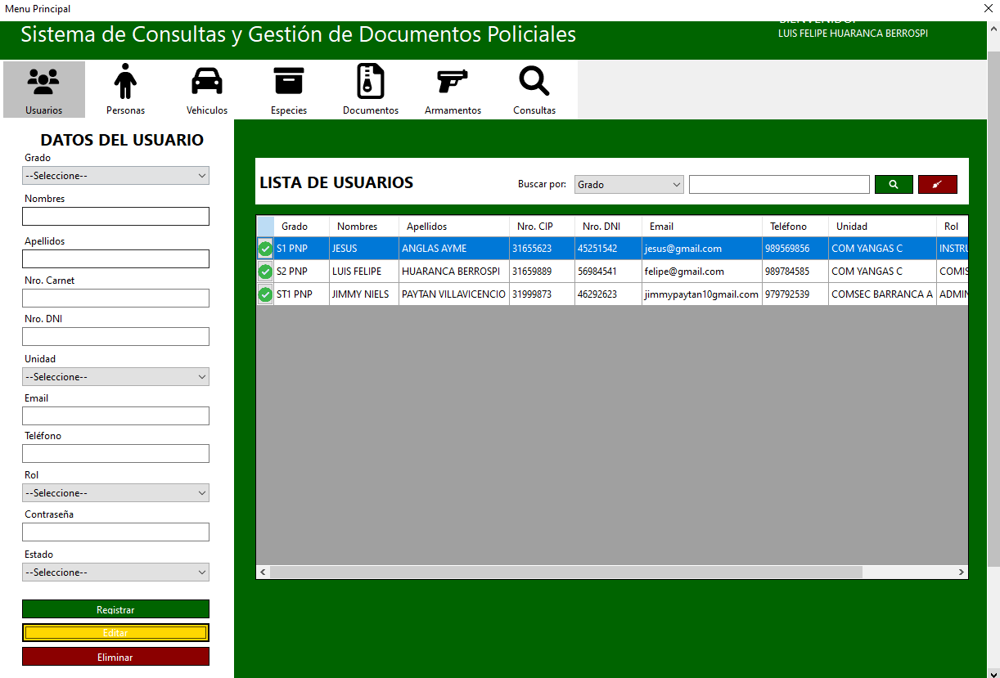 Menu Principal
BIENVENIDO:
Sistema de Consultas y Gestión de Documentos Policiales
LUIS FELIPE HUARANCA BERROSPI
Usuarios Personas Vehiculos Especies Documentos Armamentos Consultas
DATOS DEL USUARIO
Grado
--Seleccione--
Nombres
Apellidos
Nro. Carnet
Nro. DNI
Unidad
--Seleccione--
Email
Teléfono
Rol
--Seleccione--
Contraseña
Estado
--Seleccione--
Registrar
Editar
Eliminar
LISTA DE USUARIOS Buscar por: Grado
Grado Nombres Apellidos Nro. CIP Nro. DNI Email Teléfono Unidad Rol
S1 PNP JESUS ANGLAS AYME 31655623 45251542 jesus@gmail.com 989569856 COM YANGAS C INSTRU
S2 PNP LUIS FELIPE HUARANCA BERROSPI 31659889 56984541 felipe@gmail.com 989784585 COM YANGAS C COMIS
ST1 PNP JIMMY NIELS PAYTAN VILLAVICENCIO 31999873 46292623 jimmypaytan10gmail.com 979792539 COMSEC BARRANCA A ADMIN